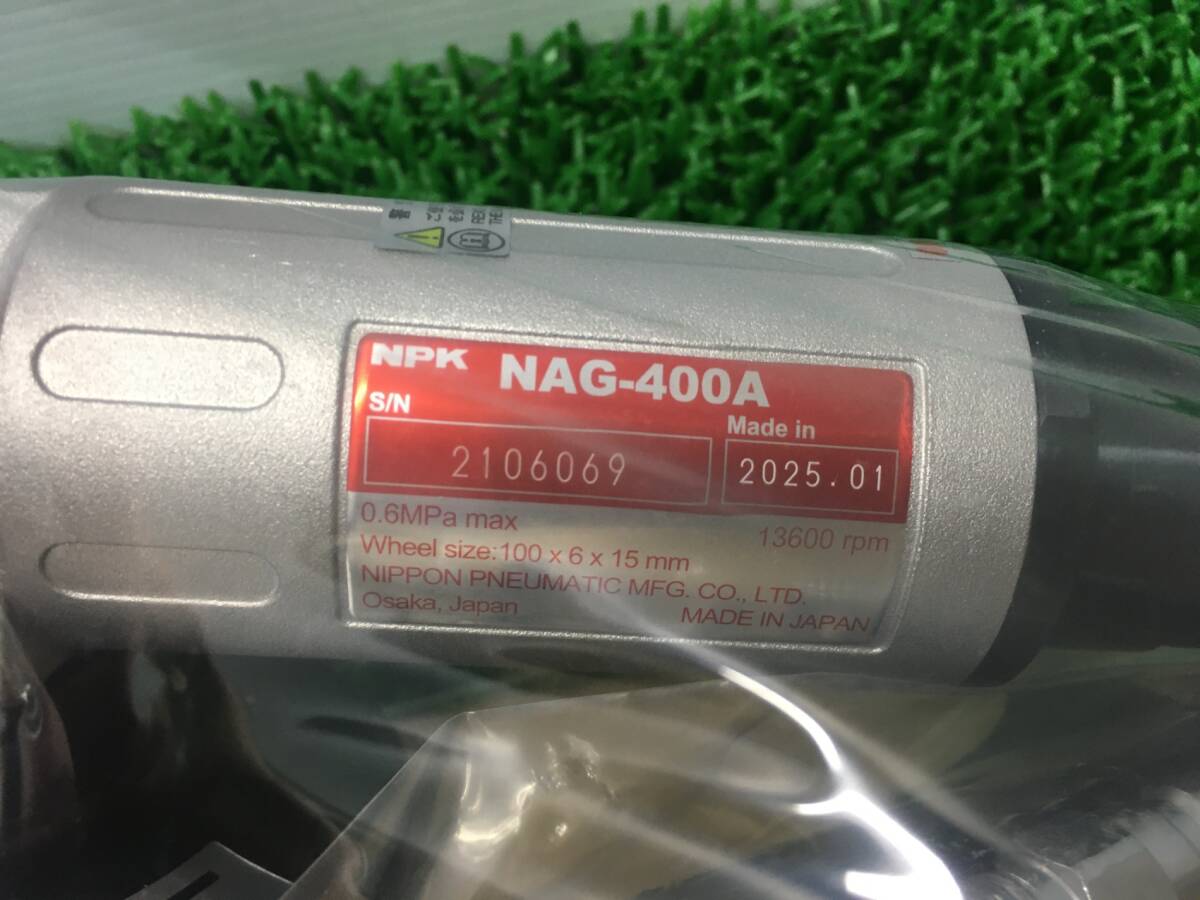 警
NPK NAG-400A
S/N
Made in
2106069
2025.01
0.6MPa max
13600 rpm
Wheel size:100 x 6 x 15 mm
NIPPON PNEUMATIC MFG. CO., LTD.
Osaka, Japan
MADE IN JAPAN